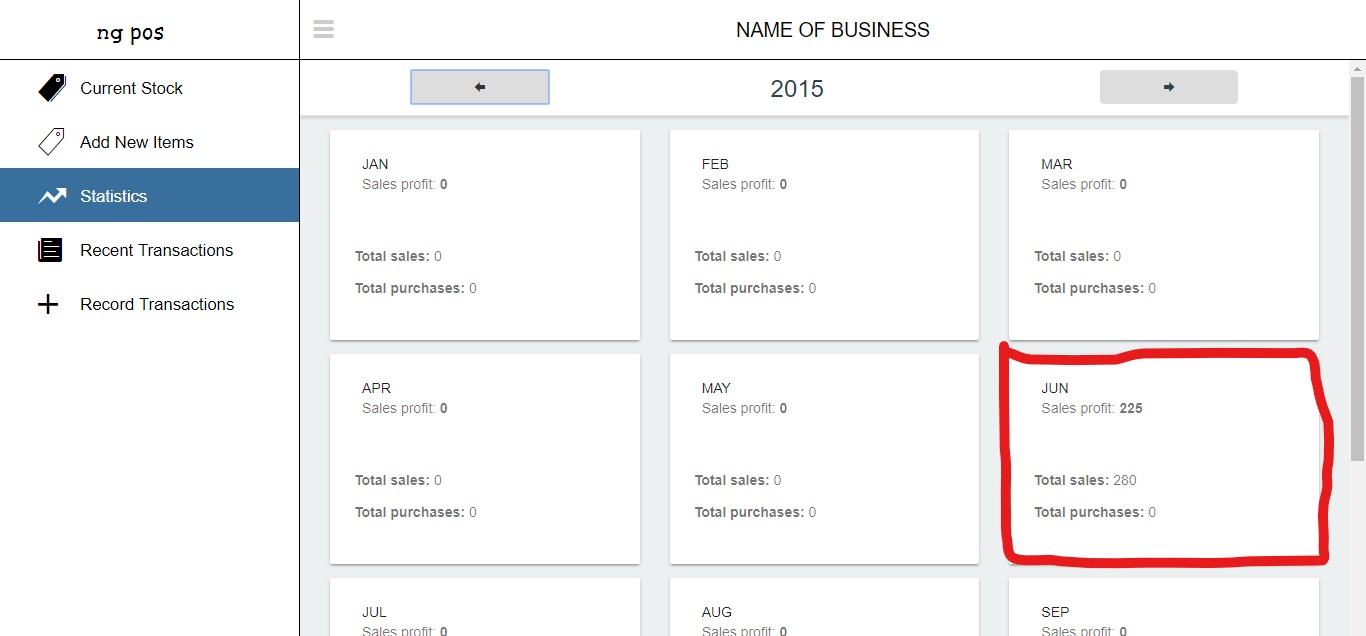 ng pos
NAME OF BUSINESS
Current Stock
Add New Items
Statistics
Recent Transactions
Record Transactions
2015
JAN
Sales profit: 0
Total sales: 0
Total purchases: 0
FEB
Sales profit: 0
Total sales: 0
Total purchases: 0
MAR
Sales profit: 0
Total sales: 0
Total purchases: 0
APR
Sales profit: 0
Total sales: 0
Total purchases: 0
MAY
Sales profit: 0
Total sales: 0
Total purchases: 0
JUN
Sales profit: 225
Total sales: 280
Total purchases: 0
JUL
Sales profit: 0
AUG
Sales profit: 0
SEP
Sales profit: 0